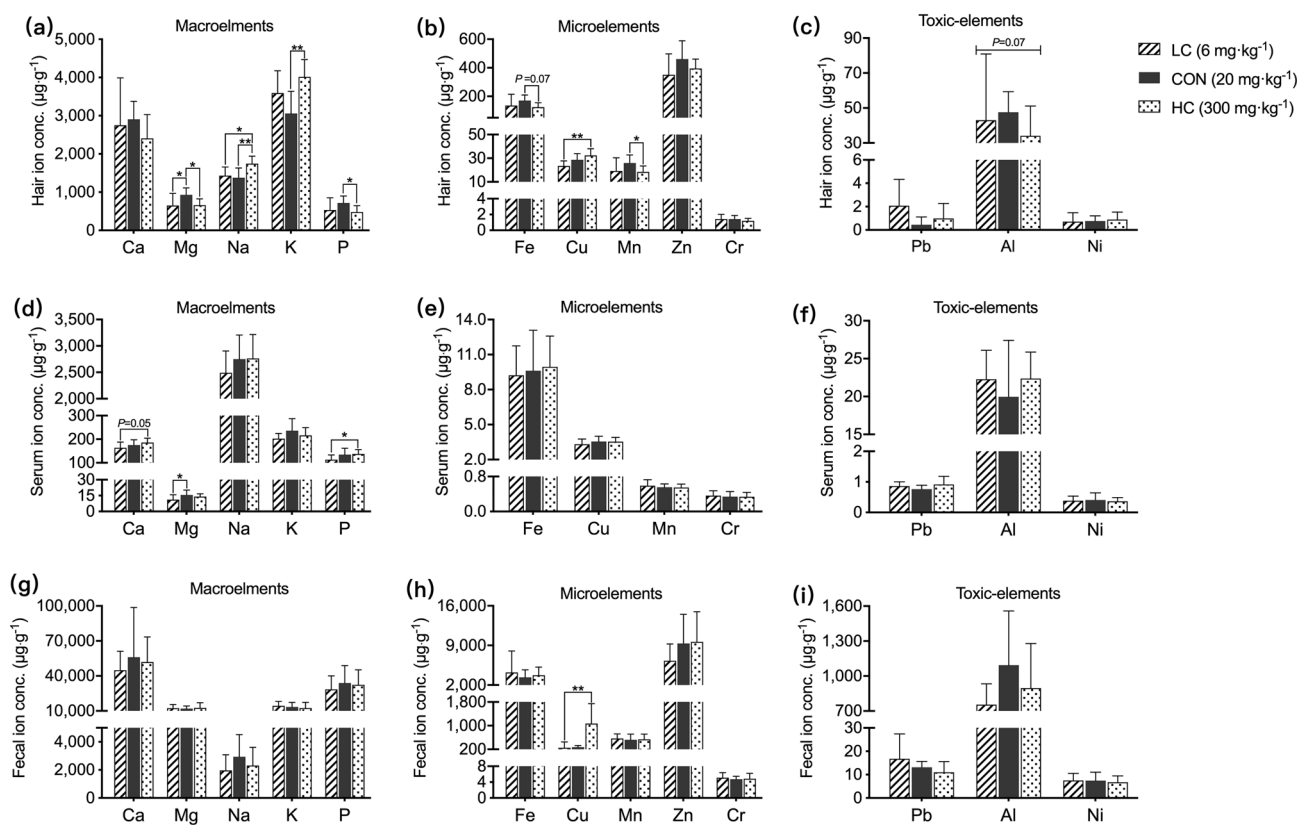 (a)
Macroelments
Hair ion conc. (µg·g⁻¹)
5,000
4,000
3,000
2,000
1,000
0
*
*
*
**
**
*
Ca Mg Na K P
(b)
Microelements
Hair ion conc. (µg·g⁻¹)
600
400
200
50
30
10
4
2
0
P =0.07
**
*
Fe Cu Mn Zn Cr
(c)
Toxic-elements
Hair ion conc. (µg·g⁻¹)
90
70
50
30
6
4
2
0
P=0.07
Pb Al Ni
LC (6 mg·kg⁻¹)
CON (20 mg·kg⁻¹)
HC (300 mg·kg⁻¹)
(d)
Macroelments
Serum ion conc. (µg·g⁻¹)
3,500
3,000
2,500
2,000
300
200
100
30
15
0
P=0.05
*
*
Ca Mg Na K P
(e)
Microelements
Serum ion conc. (µg·g⁻¹)
14.0
11.0
8.0
5.0
2.0
0.8
0.0
Fe Cu Mn Cr
(f)
Toxic-elements
Serum ion conc. (µg·g⁻¹)
30
25
20
15
2
1
0
Pb Al Ni
(g)
Macroelments
Fecal ion conc. (µg·g⁻¹)
100,000
70,000
40,000
10,000
4,000
2,000
0
Ca Mg Na K P
(h)
Microelements
Fecal ion conc. (µg·g⁻¹)
16,000
9,000
2,000
1,800
1,000
200
8
4
0
**
Fe Cu Mn Zn Cr
(i)
Toxic-elements
Fecal ion conc. (µg·g⁻¹)
1,600
1,300
1,000
700
30
20
10
0
Pb Al Ni